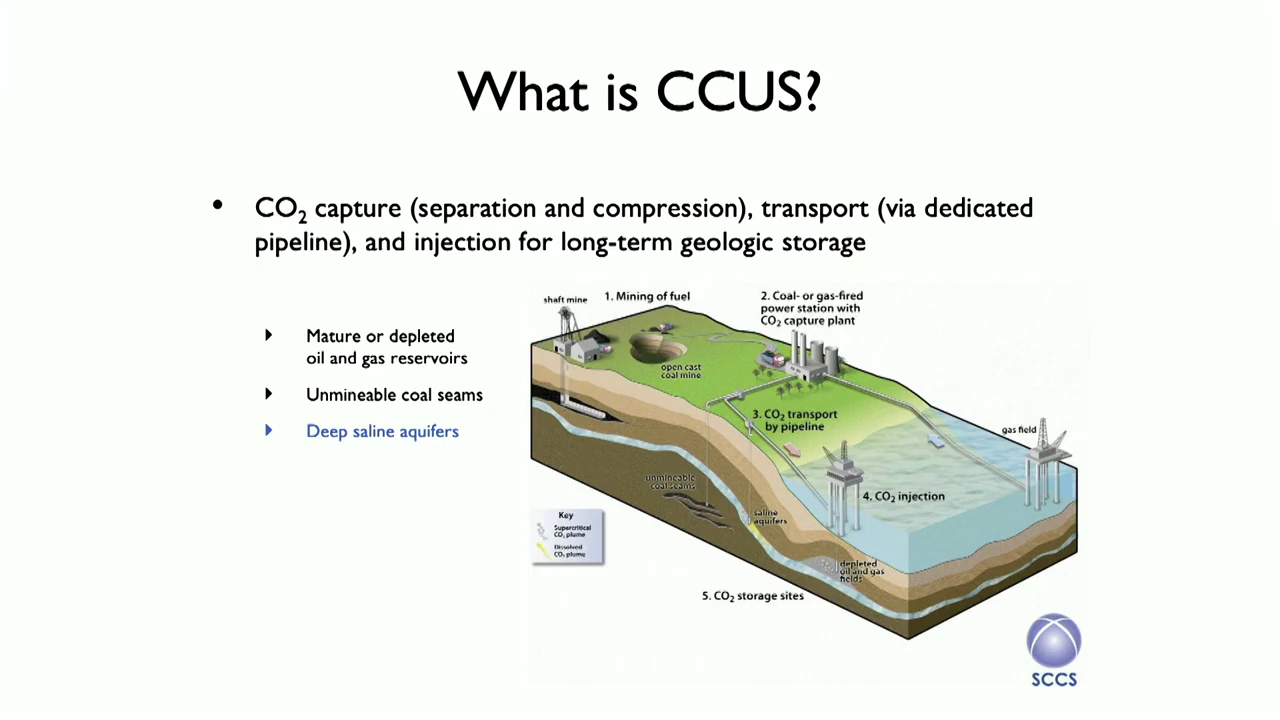 What is CCUS?
• CO₂ capture (separation and compression), transport (via dedicated
pipeline), and injection for long-term geologic storage
Mature or depleted
oil and gas reservoirs
Unmineable coal seams
Deep saline aquifers
shaft mine
1. Mining of fuel
2. Coal- or gas-fired
power station with
CO₂ capture plant
open cast
coal mine
3. CO₂ transport
by pipeline
gas field
4. CO₂ injection
unmineable
coal seams
saline
aquifers
depleted
oil and gas
fields
Key
Supercritical
CO₂ plume
Dissolved
CO₂ plume
5. CO₂ storage sites
SCCS